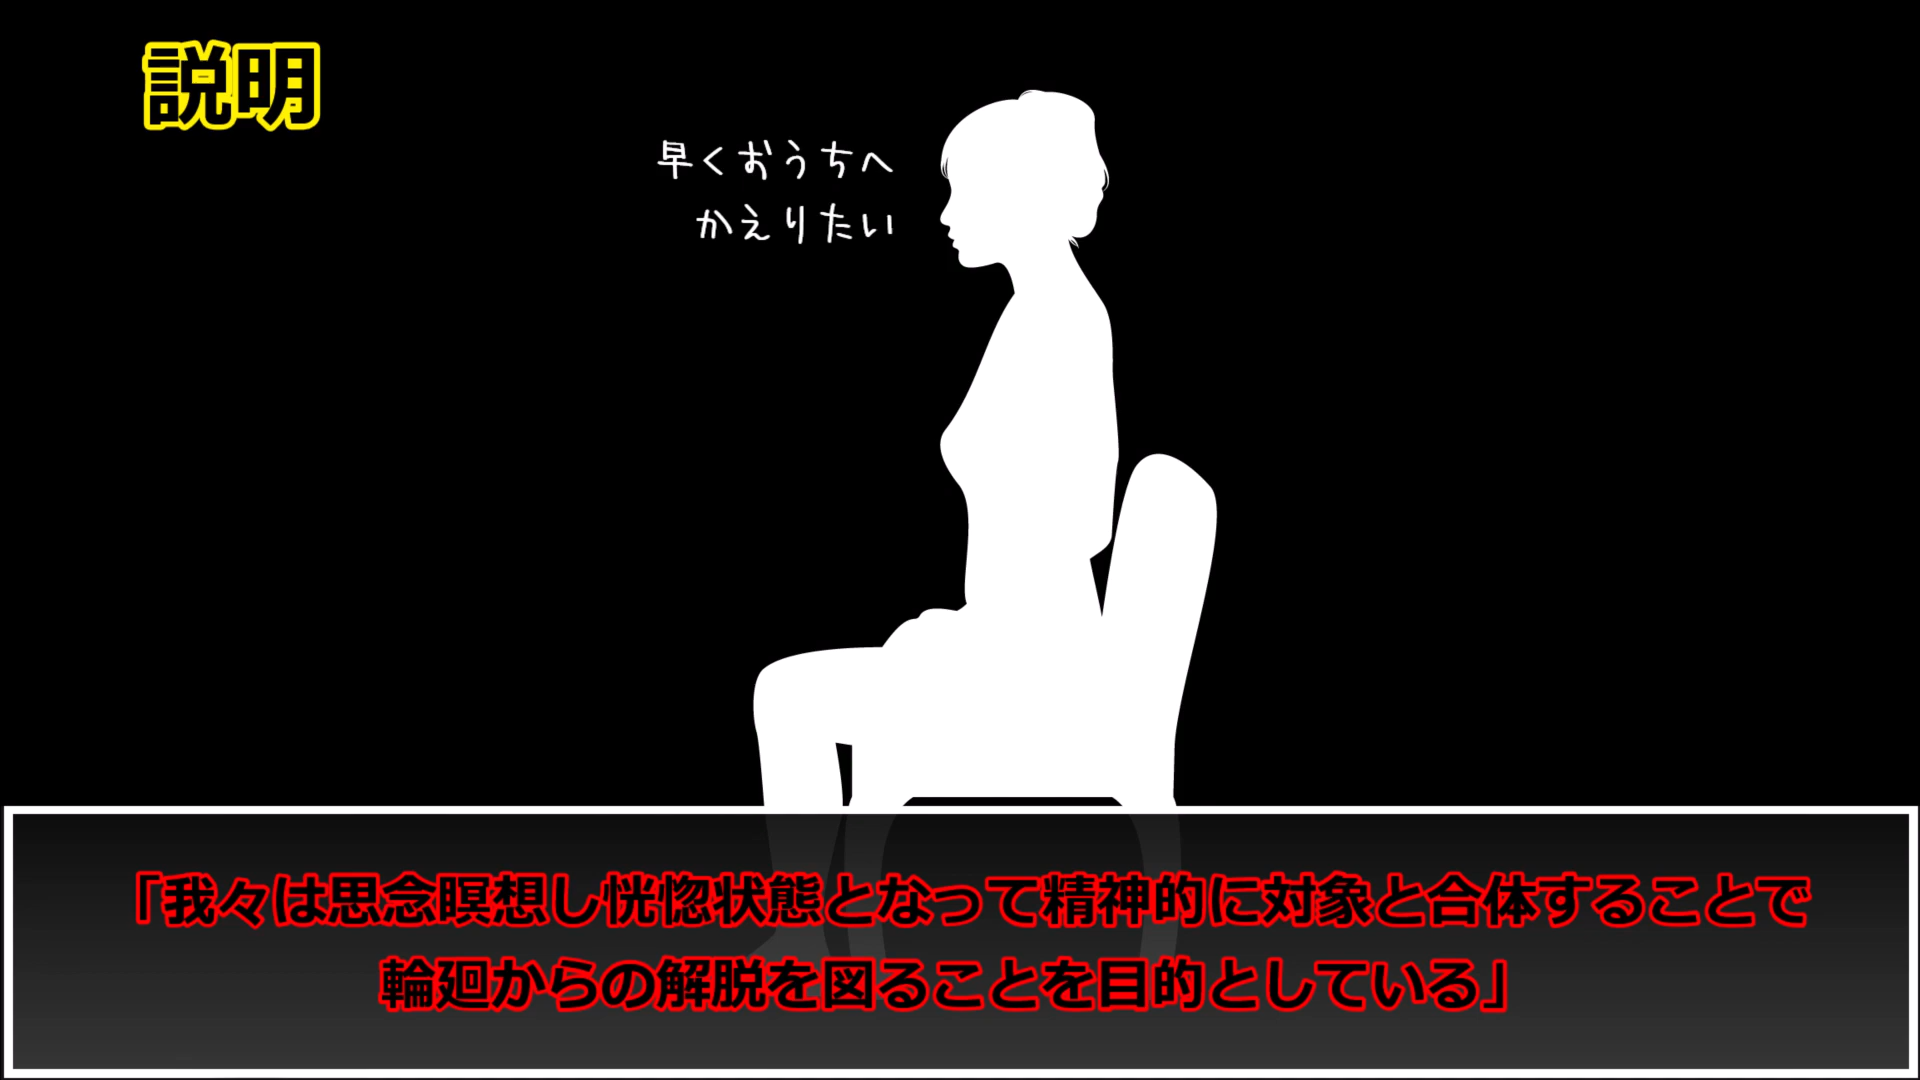 説明
早くおうちへ
かえりたい
「我々は思念瞑想し恍惚状態となって精神的に対象と合体することで
輪廻からの解脱を図ることを目的としている」